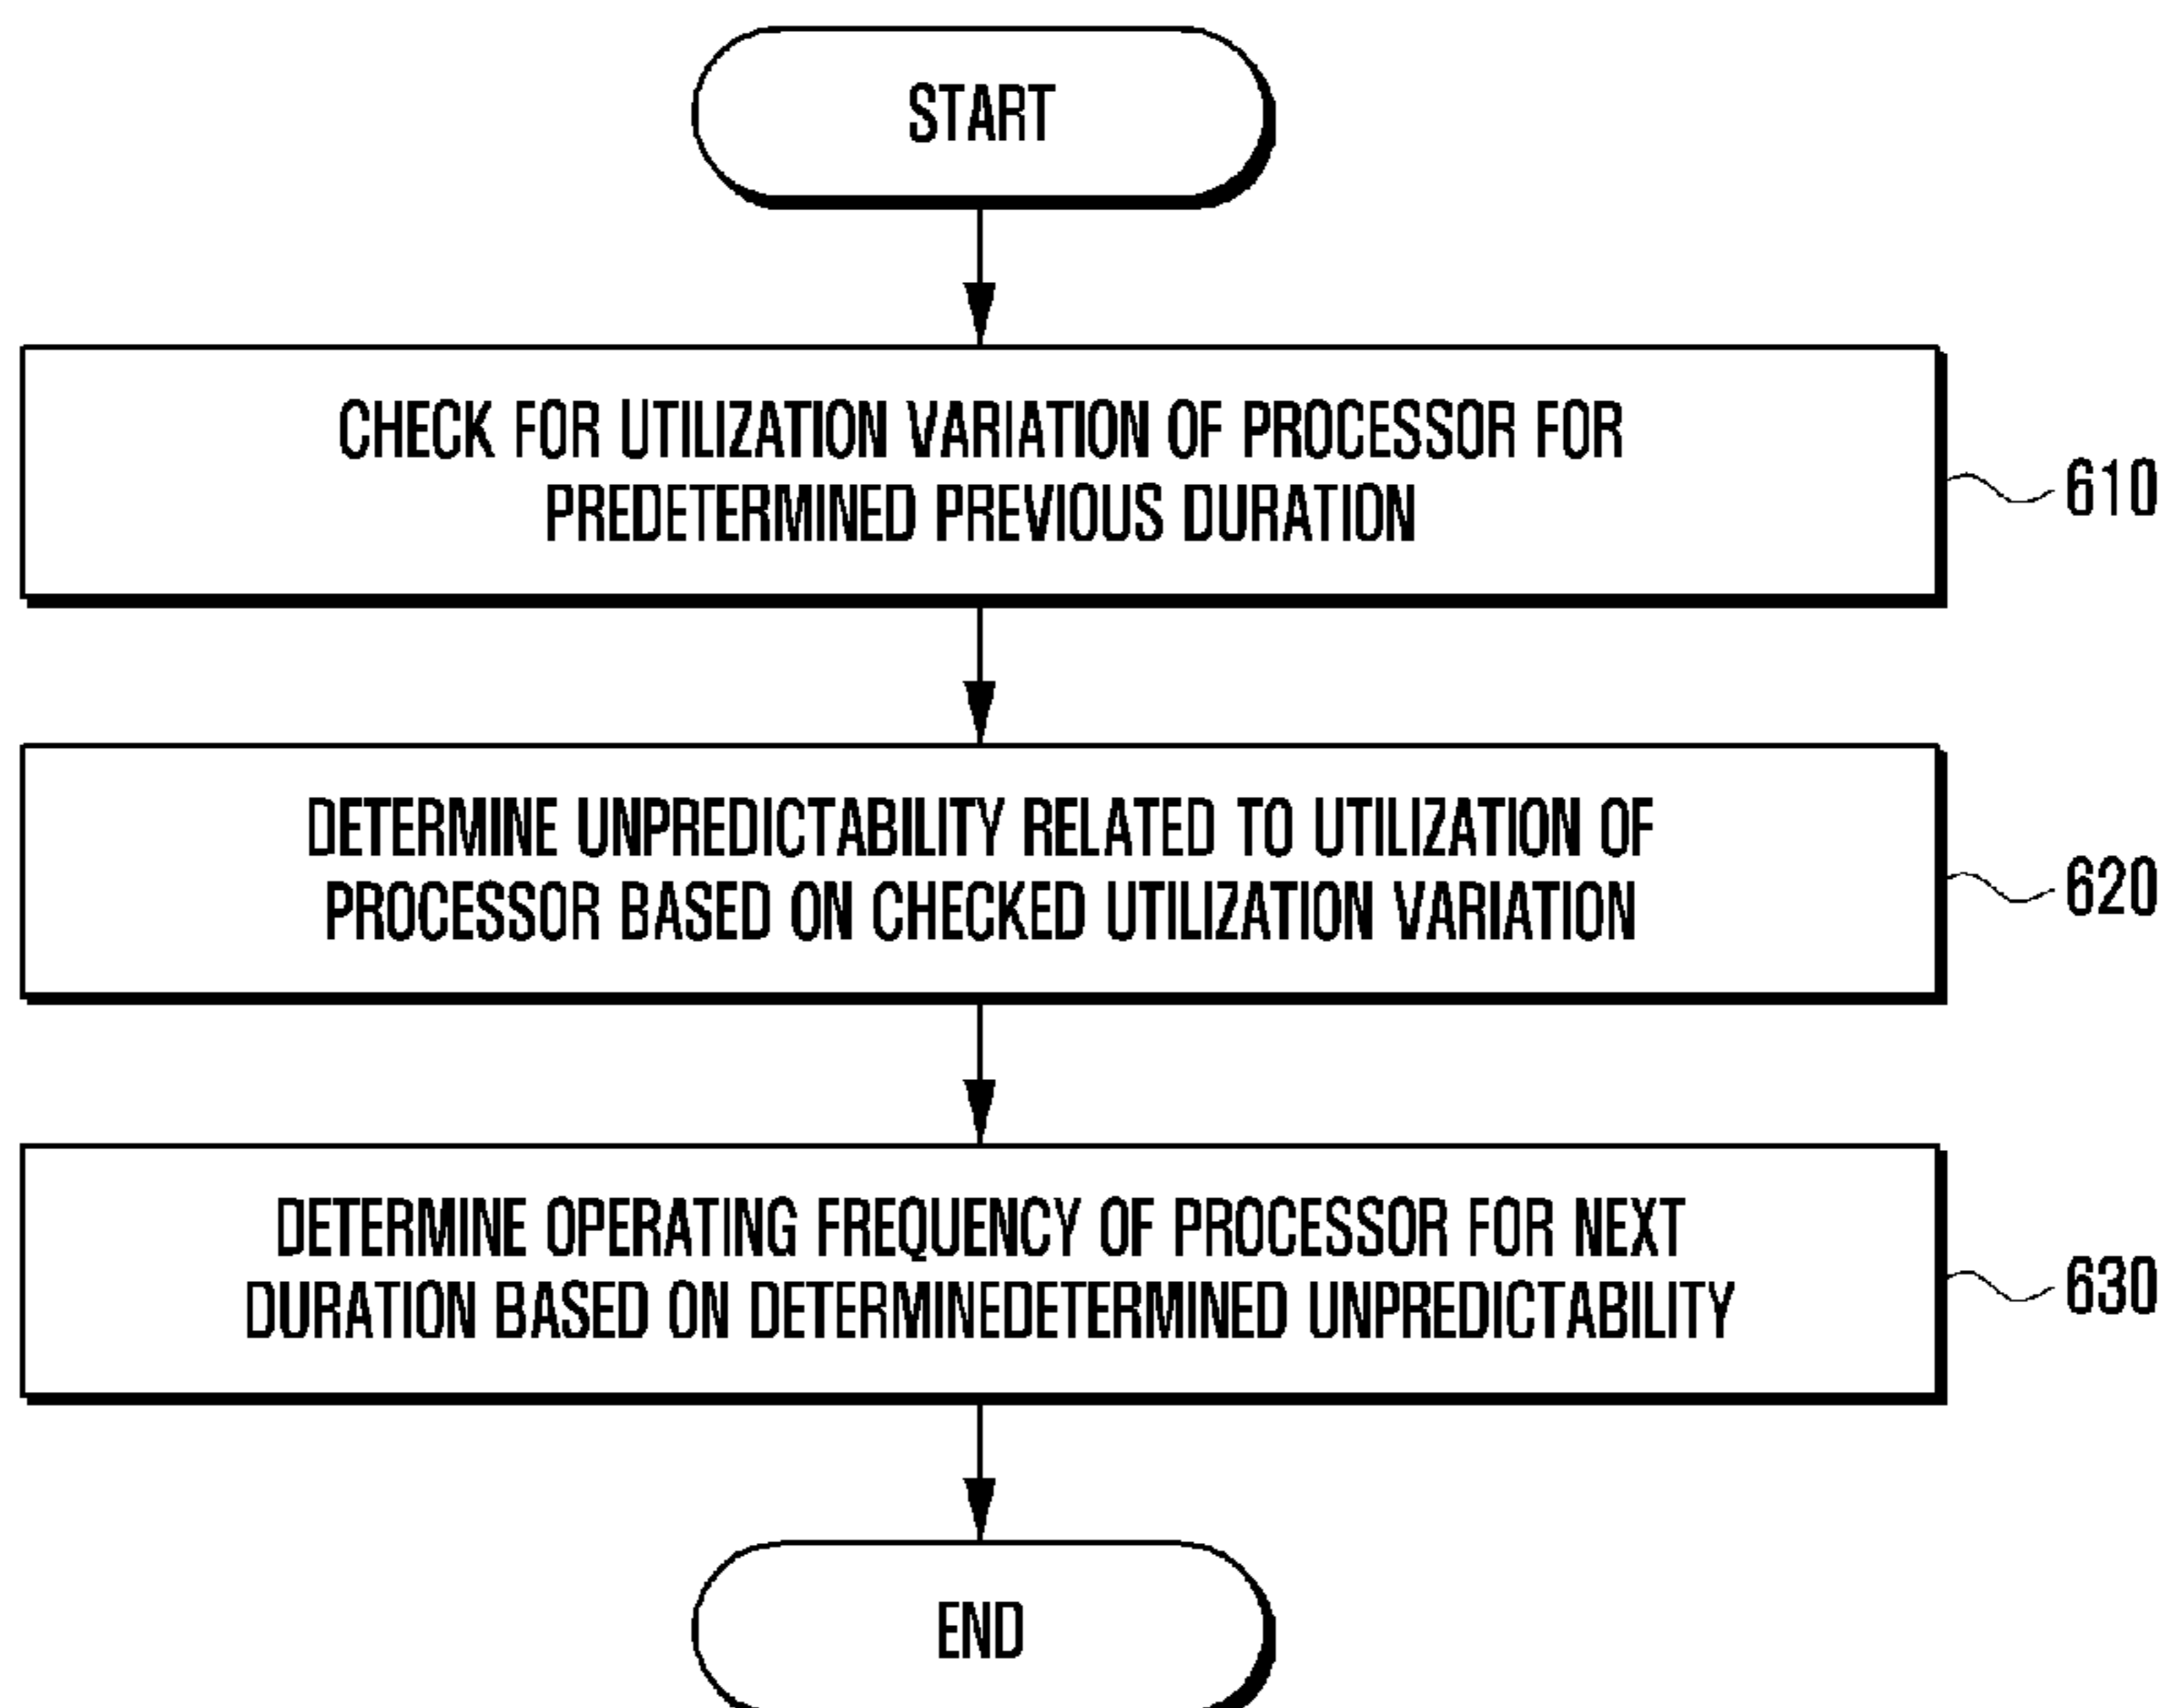 START
CHECK FOR UTILIZATION VARIATION OF PROCESSOR FOR
PREDETERMINED PREVIOUS DURATION
610
DETERMINE UNPREDICTABILITY RELATED TO UTILIZATION OF
PROCESSOR BASED ON CHECKED UTILIZATION VARIATION
620
DETERMINE OPERATING FREQUENCY OF PROCESSOR FOR NEXT
DURATION BASED ON DETERMINEDETERMINED UNPREDICTABILITY
630
END